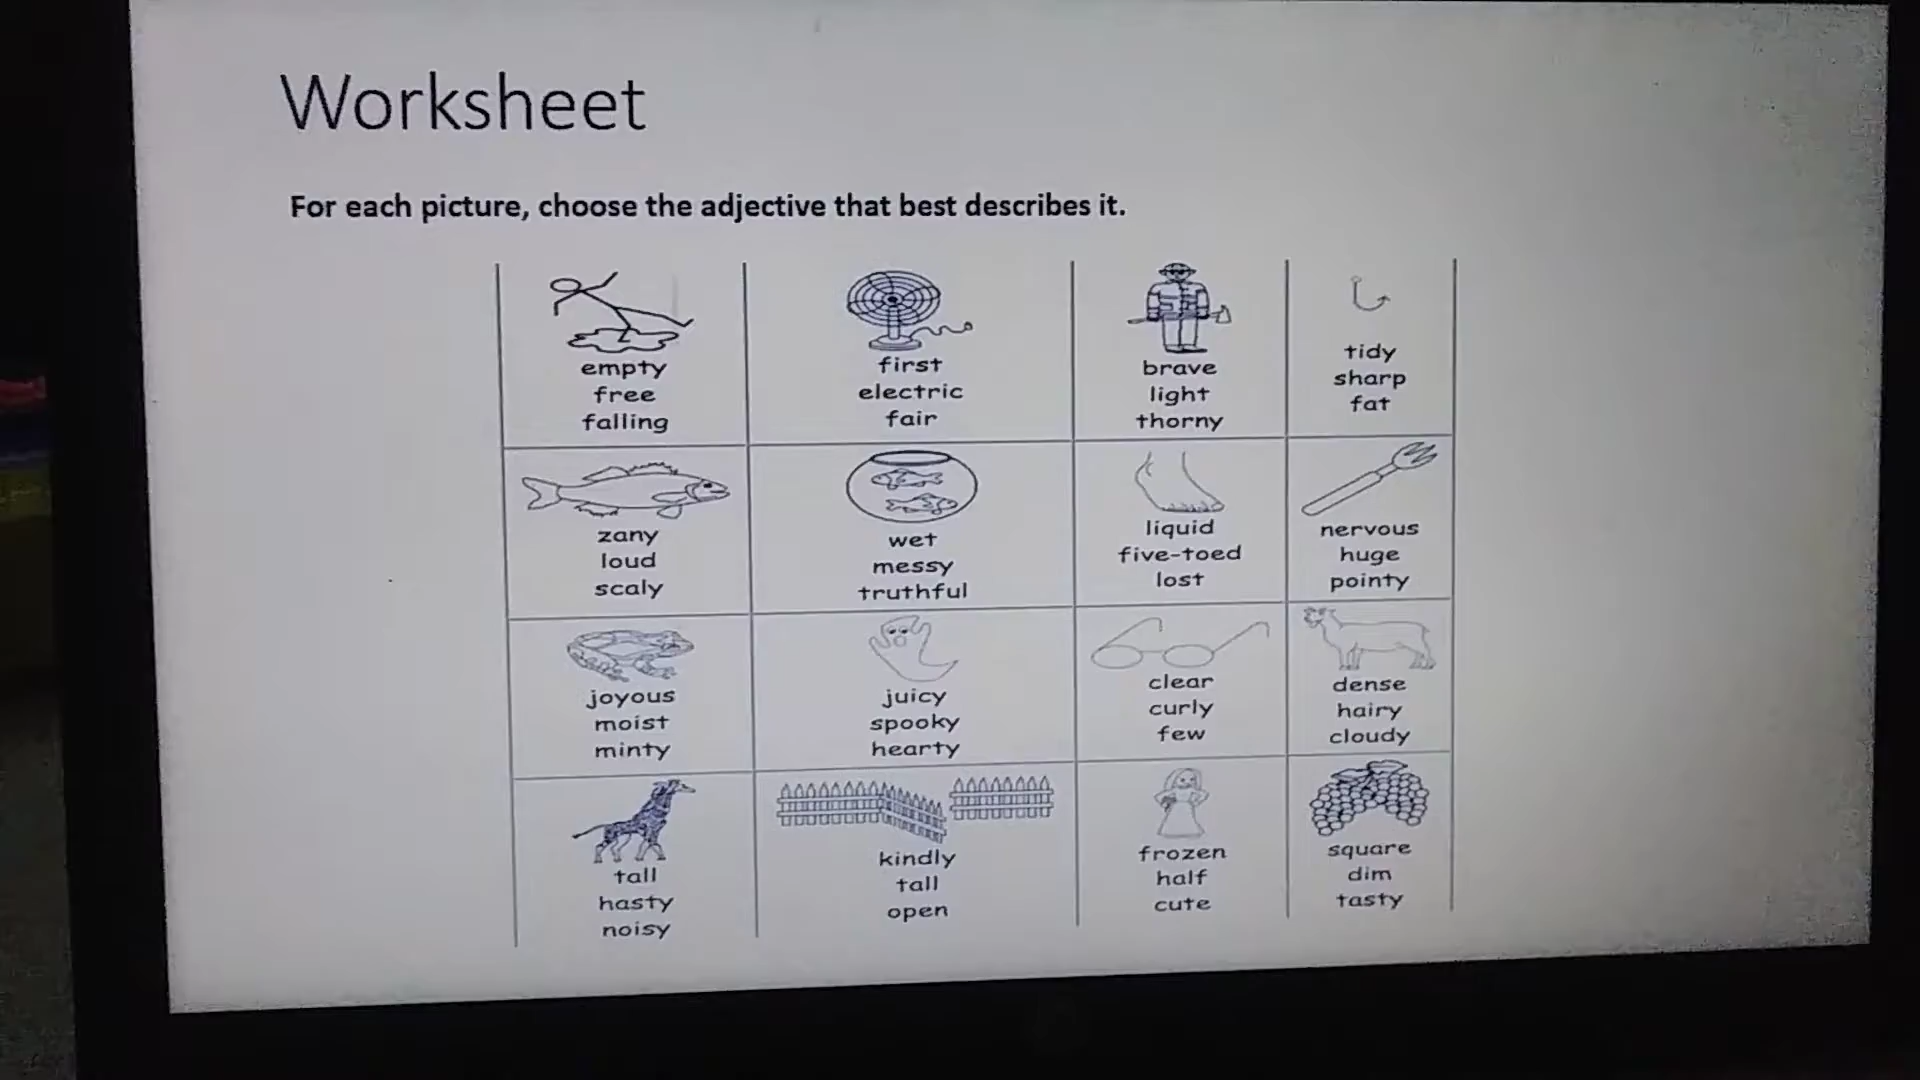 Worksheet
For each picture, choose the adjective that best describes it.
empty
free
falling
first
electric
fair
brave
light
thorny
tidy
sharp
fat
zany
loud
scaly
wet
messy
truthful
liquid
five-toed
lost
nervous
huge
pointy
joyous
moist
minty
juicy
spooky
hearty
clear
curly
few
dense
hairy
cloudy
tall
hasty
noisy
kindly
tall
open
frozen
half
cute
square
dim
tasty